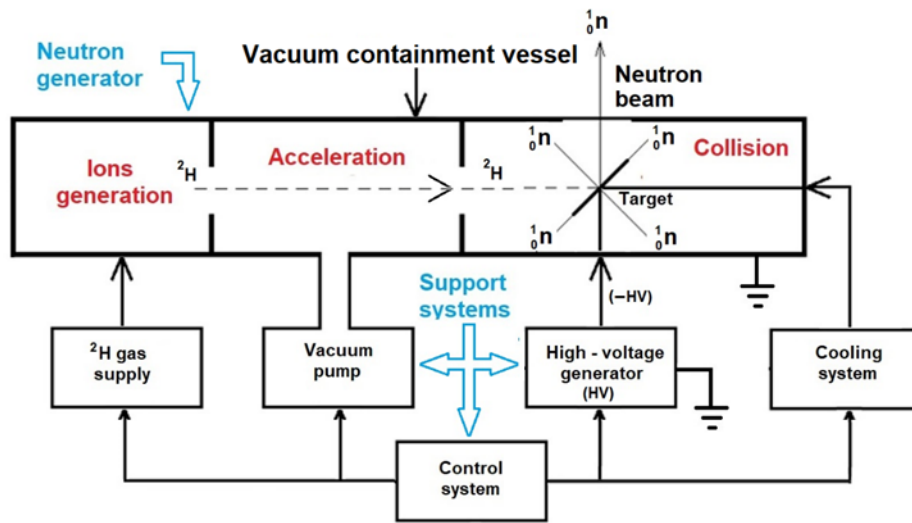 ¹₀n
Neutron
generator
Vacuum containment vessel
Neutron
beam
Ions
generation
²H
Acceleration
²H
¹₀n
¹₀n
Collision
Target
¹₀n
¹₀n
Support
systems
(–HV)
²H gas
supply
Vacuum
pump
High - voltage
generator
(HV)
Cooling
system
Control
system